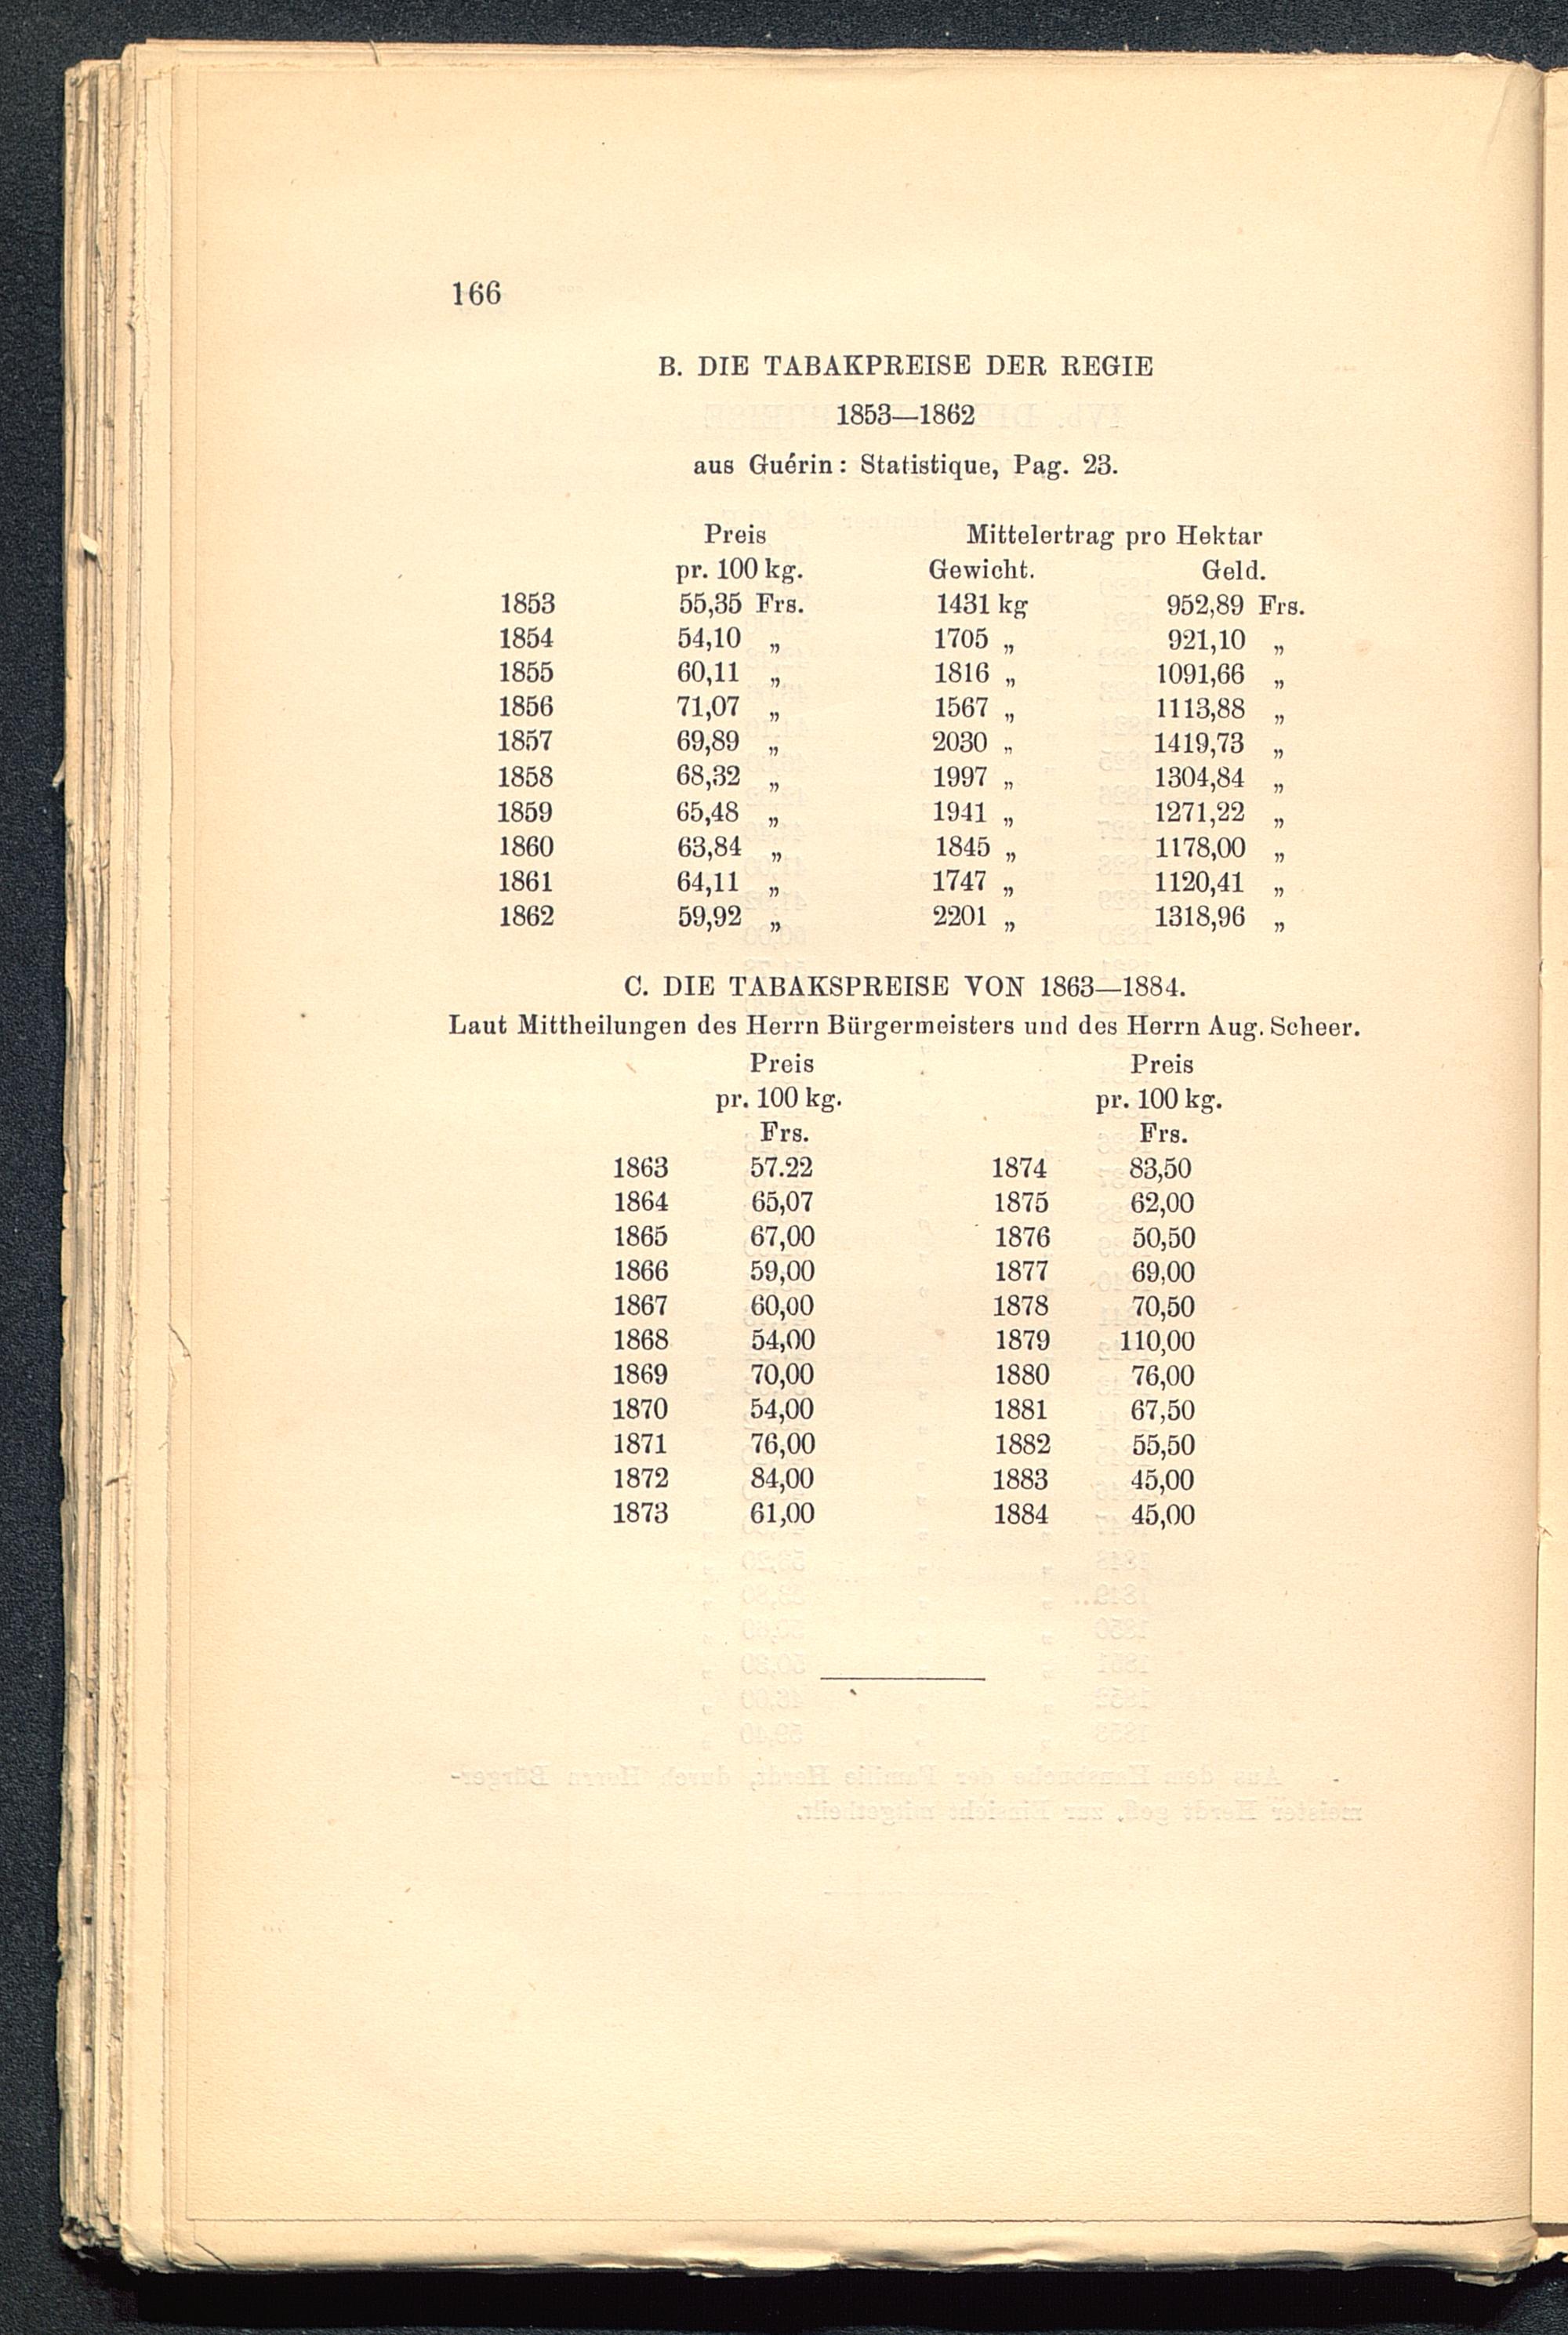 166
B. DIE TABAKPREISE DER REGIE
1853—1862
aus Guérin: Statistique, Pag. 23.
Preis Mittelertrag pro Hektar
pr. 100 kg. Gewicht. Geld.
1853 55,35 Frs. 1431 kg 952,89 Frs.
1854 54,10 „ 1705 „ 921,10 „
1855 60,11 „ 1816 „ 1091,66 „
1856 71,07 „ 1567 „ 1113,88 „
1857 69,89 „ 2030 „ 1419,73 „
1858 68,32 „ 1997 „ 1304,84 „
1859 65,48 „ 1941 „ 1271,22 „
1860 63,84 „ 1845 „ 1178,00 „
1861 64,11 „ 1747 „ 1120,41 „
1862 59,92 „ 2201 „ 1318,96 „
C. DIE TABAKSPREISE VON 1863—1884.
Laut Mittheilungen des Herrn Bürgermeisters und des Herrn Aug. Scheer.
Preis Preis
pr. 100 kg. pr. 100 kg.
Frs. Frs.
1863 57.22 1874 83,50
1864 65,07 1875 62,00
1865 67,00 1876 50,50
1866 59,00 1877 69,00
1867 60,00 1878 70,50
1868 54,00 1879 110,00
1869 70,00 1880 76,00
1870 54,00 1881 67,50
1871 76,00 1882 55,50
1872 84,00 1883 45,00
1873 61,00 1884 45,00